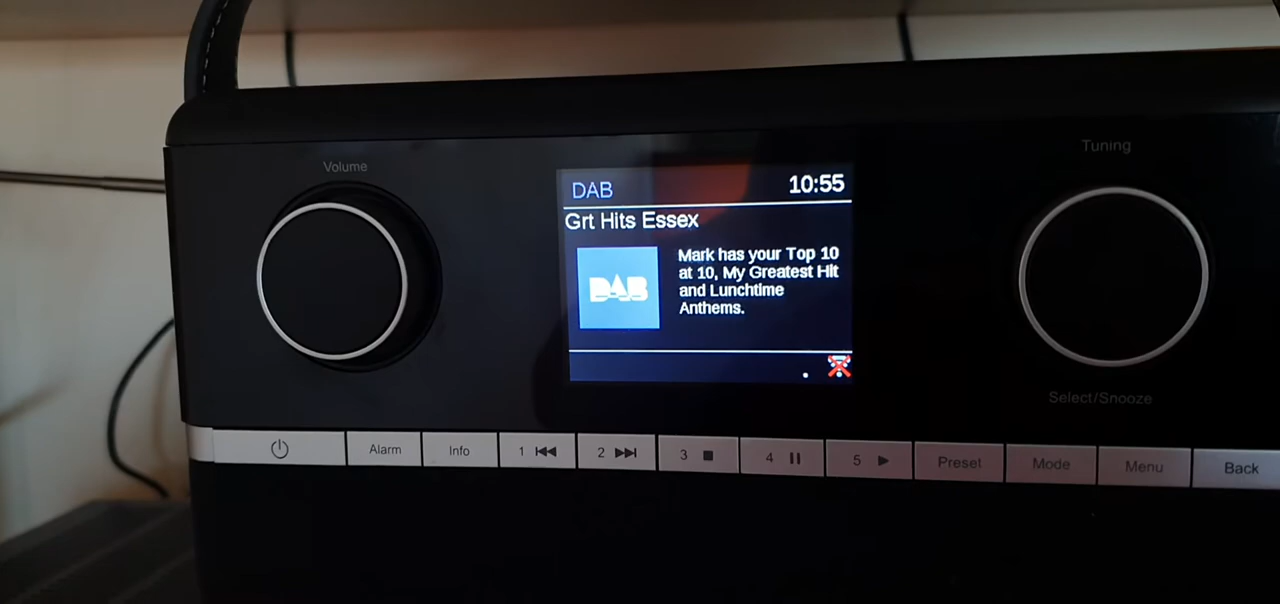 Volume
Tuning
DAB 10:55
Grt Hits Essex
DAB
Mark has your Top 10
at 10, My Greatest Hit
and Lunchtime
Anthems.
Select/Snooze
Alarm Info 1 2 3 4 5 Preset Mode Menu Back